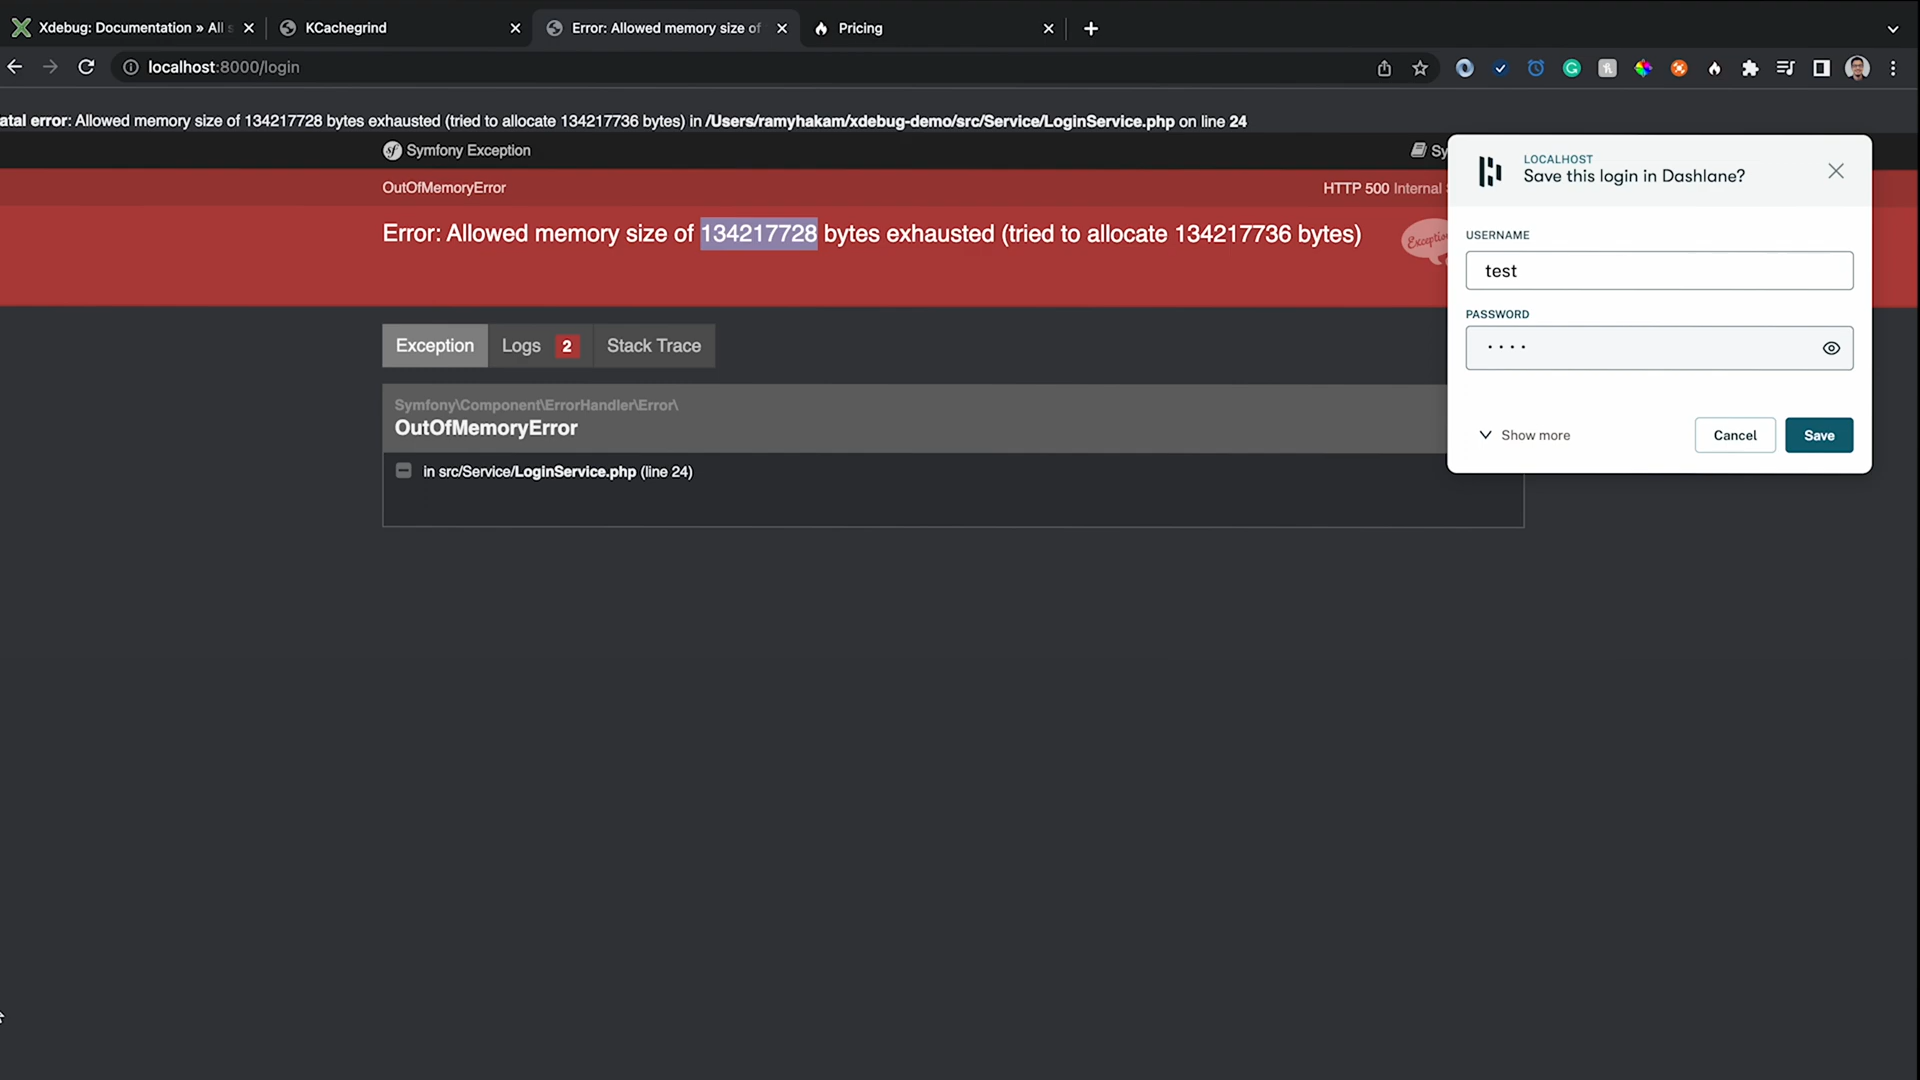 Xdebug: Documentation » All
KCachegrind
Error: Allowed memory size of
Pricing
localhost:8000/login
atal error: Allowed memory size of 134217728 bytes exhausted (tried to allocate 134217736 bytes) in /Users/ramyhakam/xdebug-demo/src/Service/LoginService.php on line 24
Symfony Exception
Sy
OutOfMemoryError
HTTP 500 Internal
Error: Allowed memory size of 134217728 bytes exhausted (tried to allocate 134217736 bytes)
Exception
Exception
Logs 2
Stack Trace
Symfony\Component\ErrorHandler\Error\
OutOfMemoryError
in src/Service/LoginService.php (line 24)
LOCALHOST
Save this login in Dashlane?
USERNAME
test
PASSWORD
Show more
Cancel
Save